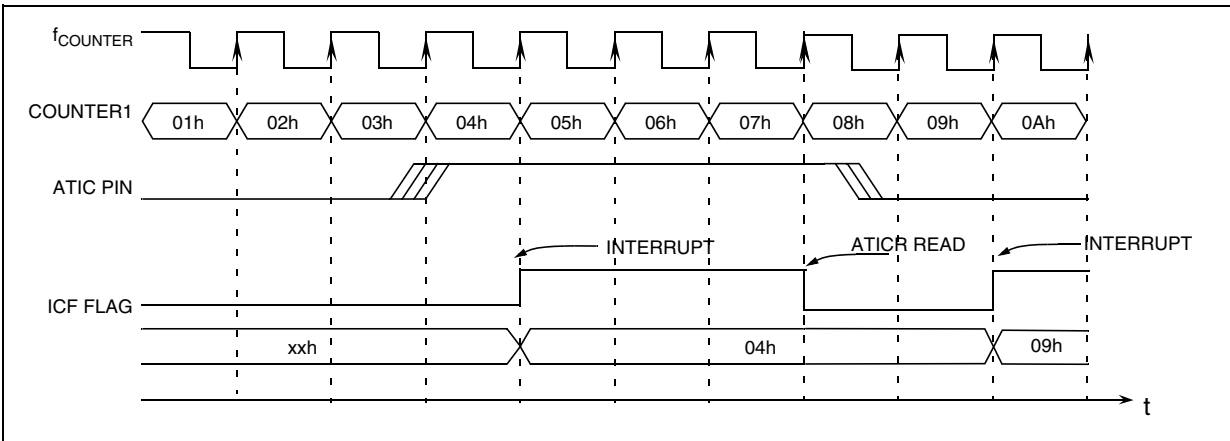 fCOUNTER
COUNTER1 01h 02h 03h 04h 05h 06h 07h 08h 09h 0Ah
ATIC PIN
INTERRUPT ATICR READ INTERRUPT
ICF FLAG
xxh 04h 09h
t